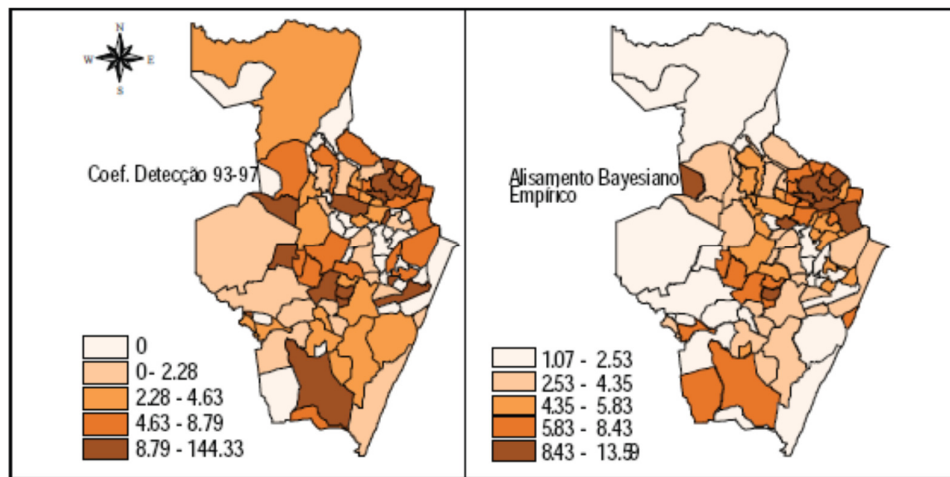 N
W E
S
Coef. Detecção 93-97
0
0- 2.28
2.28 - 4.63
4.63 - 8.79
8.79 - 144.33
Alisamento Bayesiano
Empírico
1.07 - 2.53
2.53 - 4.35
4.35 - 5.83
5.83 - 8.43
8.43 - 13.59